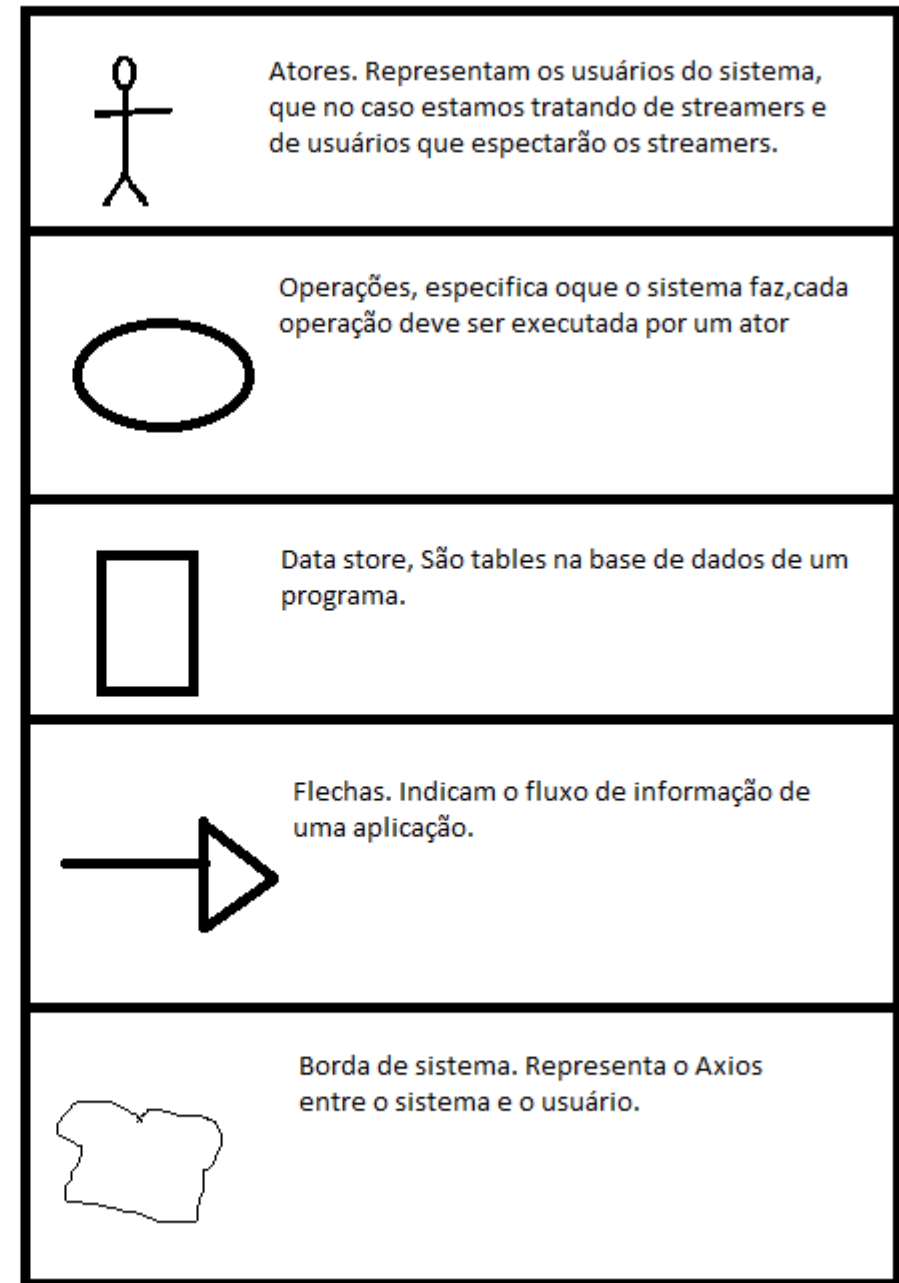 Atores. Representam os usuários do sistema,
que no caso estamos tratando de streamers e
de usuários que espectarão os streamers.
Operações, especifica oque o sistema faz,cada
operação deve ser executada por um ator
Data store, São tables na base de dados de um
programa.
Flechas. Indicam o fluxo de informação de
uma aplicação.
Borda de sistema. Representa o Axios
entre o sistema e o usuário.